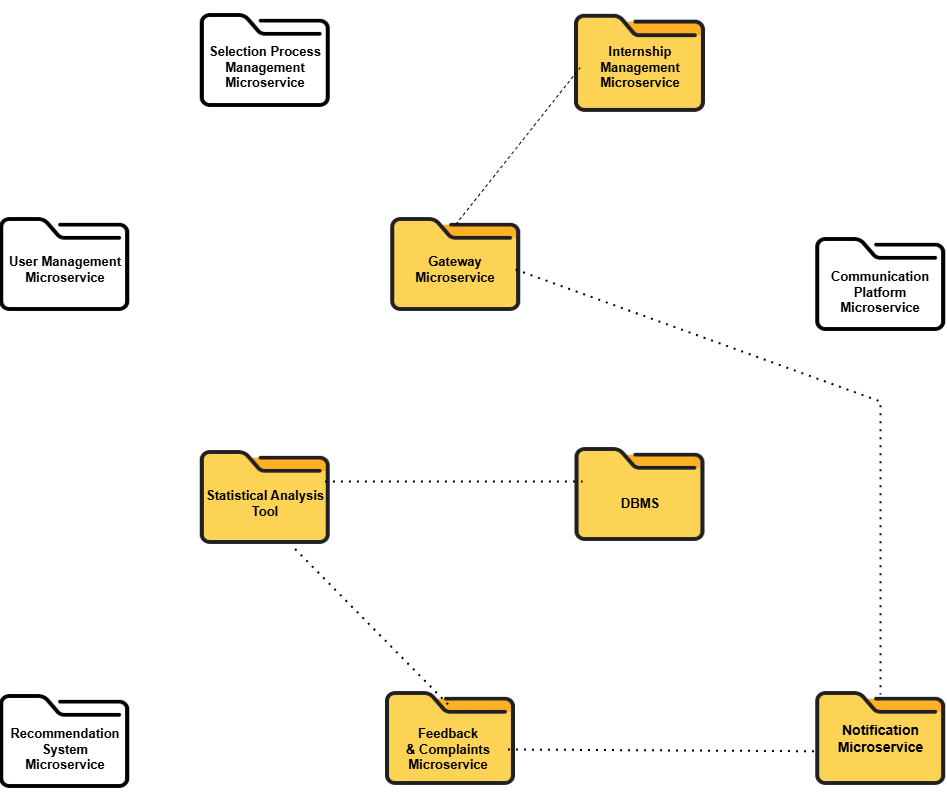 Selection Process
Management
Microservice
Internship
Management
Microservice
User Management
Microservice
Gateway
Microservice
Communication
Platform
Microservice
Statistical Analysis
Tool
DBMS
Recommendation
System
Microservice
Feedback
& Complaints
Microservice
Notification
Microservice